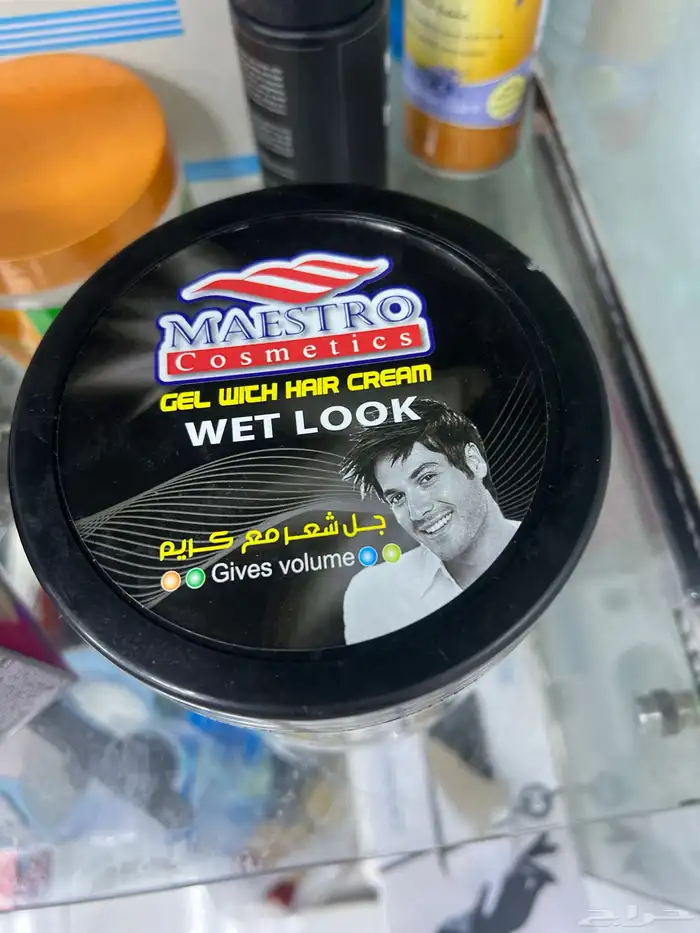 MAESTRO
Cosmetics
GEL WITH HAIR CREAM
WET LOOK
جل شعر مع كريم
Gives volume
حراج